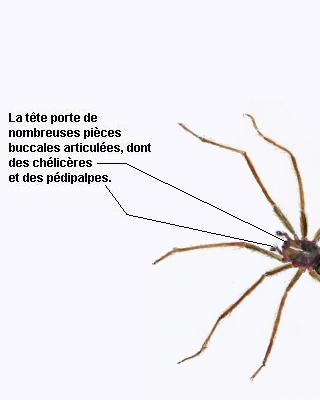 La tête porte de
nombreuses pièces
buccales articulées, dont
des chélicères
et des pédipalpes.